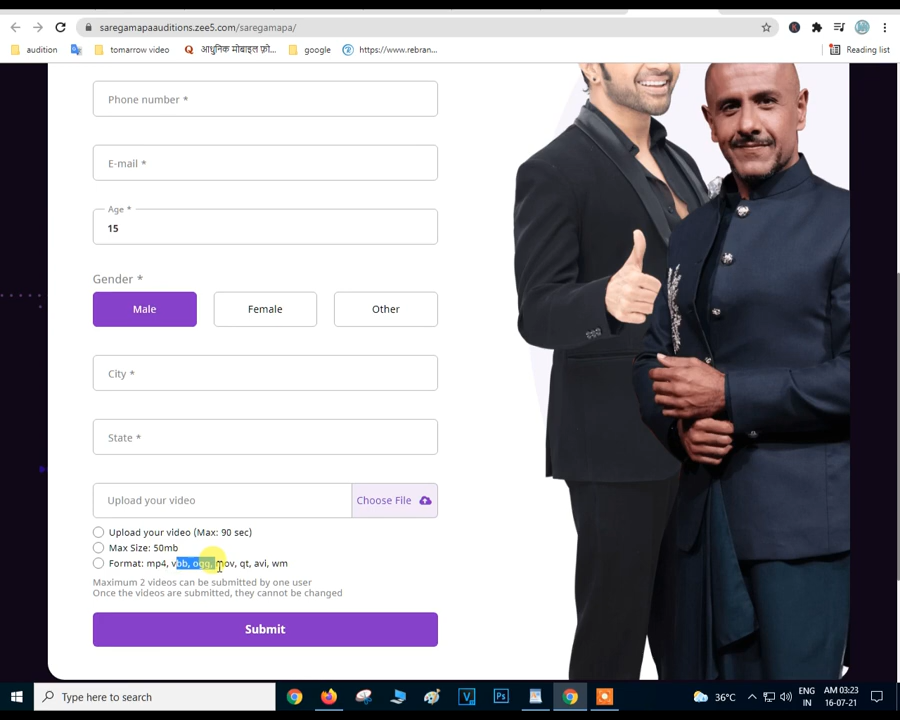 saregamapaauditions.zee5.com/saregamapa/
audition
tomarrow video
आधुनिक मोबाइल फ़ो...
google
https://www.rebran...
Reading list
Phone number *
E-mail *
Age *
15
Gender *
Male
Female
Other
City *
State *
Upload your video
Choose File
Upload your video (Max: 90 sec)
Max Size: 50mb
Format: mp4, vbb, ogg, mov, qt, avi, wm
Maximum 2 videos can be submitted by one user
Once the videos are submitted, they cannot be changed
Submit
Type here to search
36°C
ENG
IN
AM 03:23
16-07-21